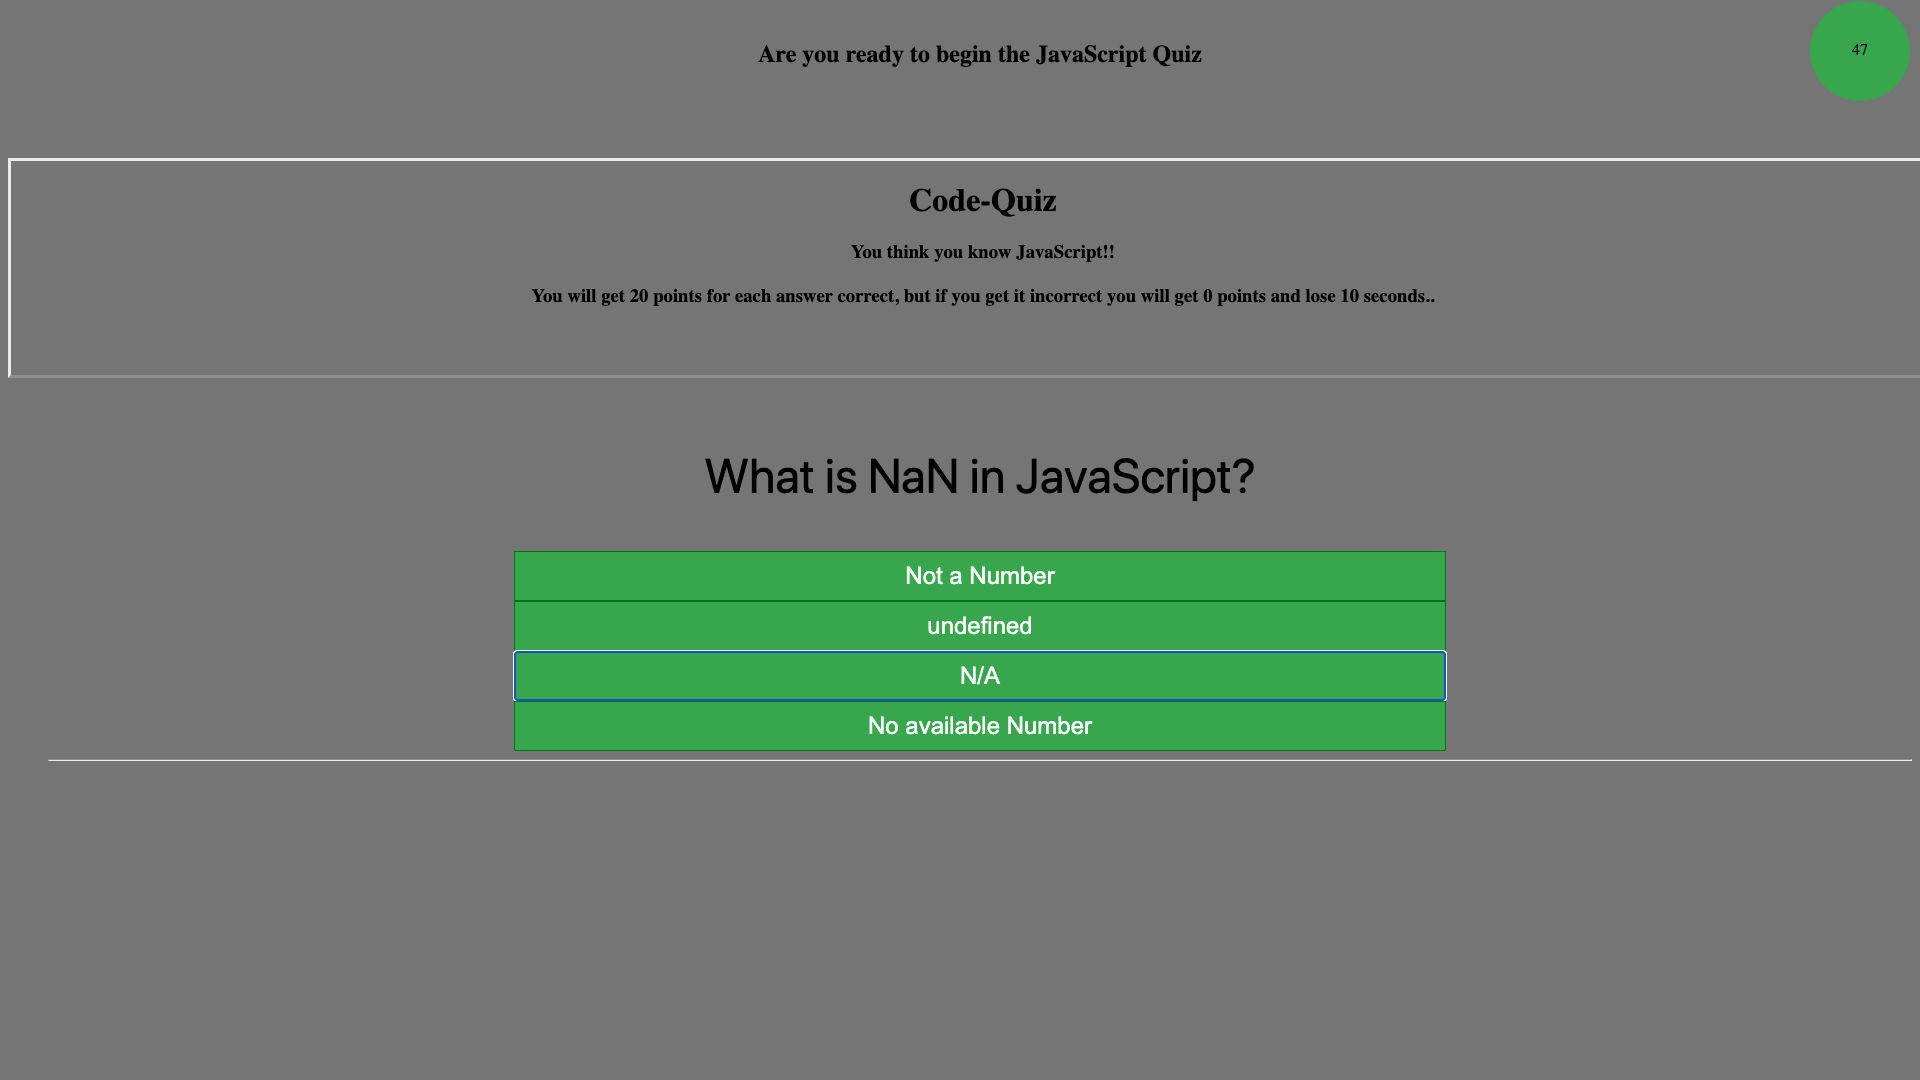 Are you ready to begin the JavaScript Quiz
47
Code-Quiz
You think you know JavaScript!!
You will get 20 points for each answer correct, but if you get it incorrect you will get 0 points and lose 10 seconds..
What is NaN in JavaScript?
Not a Number
undefined
N/A
No available Number